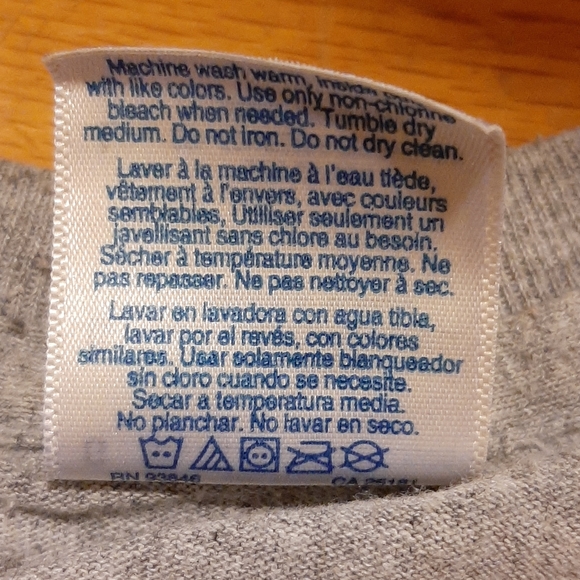 Machine wash warm, inside
with like colors. Use only non-chlorine
bleach when needed. Tumble dry
medium. Do not iron. Do not dry clean.
Laver à la machine à l'eau tiède,
vêtement à l'envers, avec couleurs
semblables. Utiliser seulement un
javellisant sans chlore au besoin.
Sécher à température moyenne. Ne
pas repasser. Ne pas nettoyer à sec.
Lavar en lavadora con agua tibia,
lavar por el revés, con colores
similares. Usar solamente blanqueador
sin cloro cuando se necesite.
Secar a temperatura media.
No planchar. No lavar en seco.
RN CA